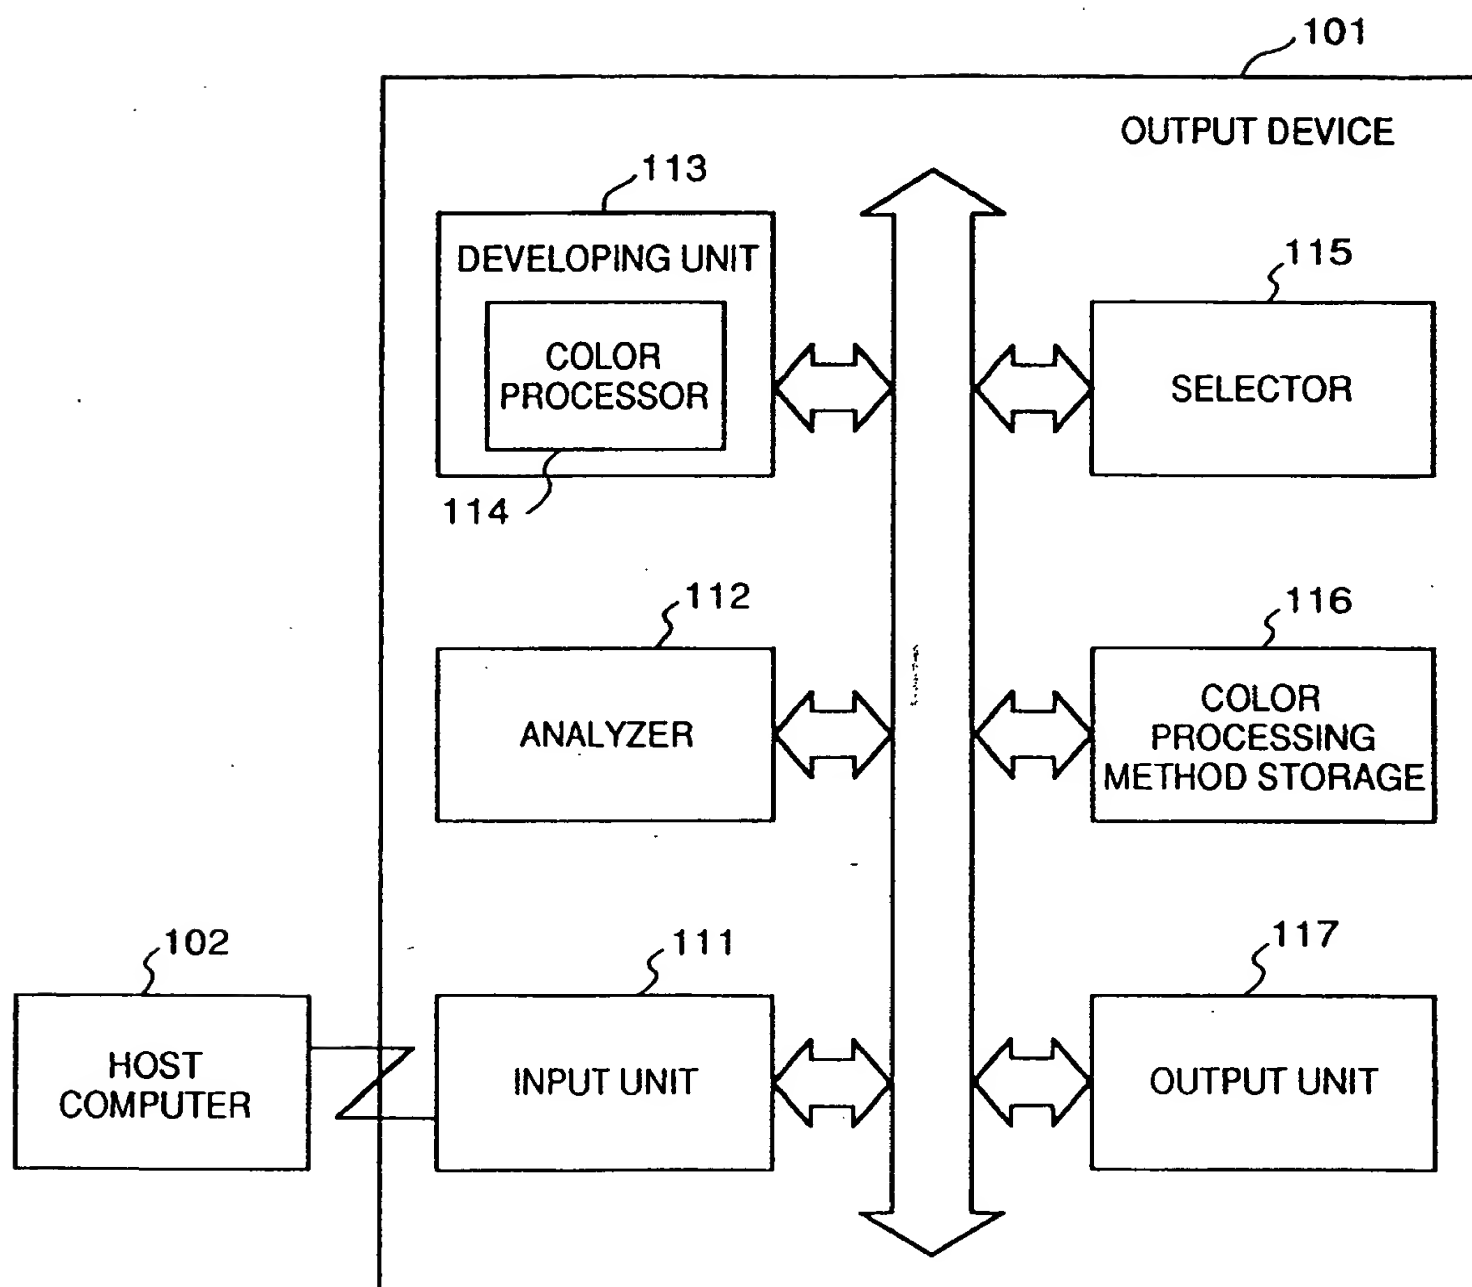 101
OUTPUT DEVICE
113
DEVELOPING UNIT
COLOR
PROCESSOR
114
115
SELECTOR
112
ANALYZER
116
COLOR
PROCESSING
METHOD STORAGE
102
HOST
COMPUTER
111
INPUT UNIT
117
OUTPUT UNIT